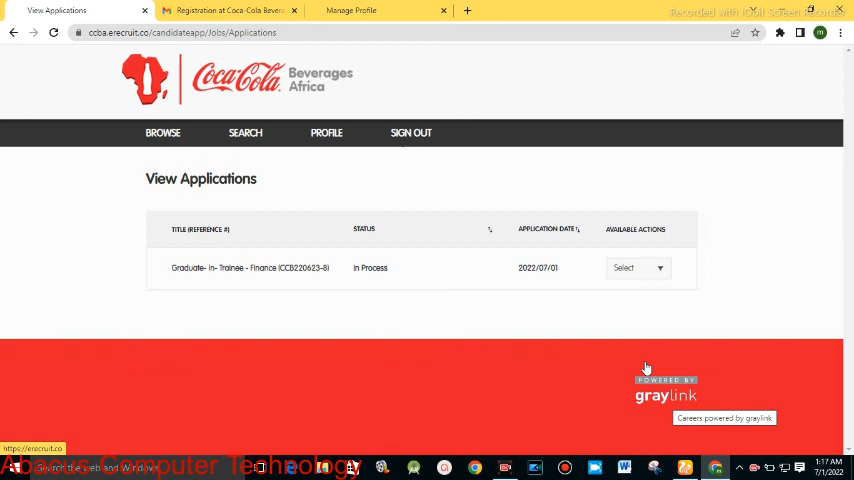 View Applications
Registration at Coca-Cola Bevera
Manage Profile
Recorded with IObit Screen Recorder
ccba.erecruit.co/candidateapp/Jobs/Applications
m
Coca-Cola
Beverages
Africa
BROWSE
SEARCH
PROFILE
SIGN OUT
View Applications
TITLE (REFERENCE #)
STATUS
APPLICATION DATE
AVAILABLE ACTIONS
Graduate- In- Trainee - Finance (CCB220623-8)
In Process
2022/07/01
Select
POWERED BY
graylink
Careers powered by graylink
https://erecruit.co
Abacus Computer Technology
Search the web and Windows
1:17 AM
7/1/2022